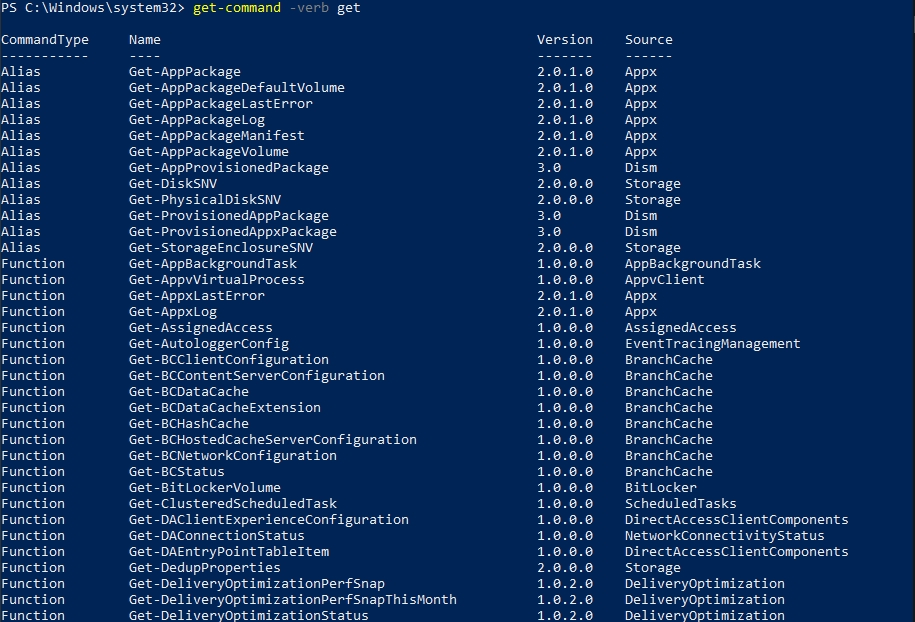 PS C:\Windows\system32> get-command -verb get
CommandType     Name                                               Version    Source
-----------     ----                                               -------    ------
Alias           Get-AppPackage                                     2.0.1.0    Appx
Alias           Get-AppPackageDefaultVolume                        2.0.1.0    Appx
Alias           Get-AppPackageLastError                            2.0.1.0    Appx
Alias           Get-AppPackageLog                                  2.0.1.0    Appx
Alias           Get-AppPackageManifest                             2.0.1.0    Appx
Alias           Get-AppPackageVolume                               2.0.1.0    Appx
Alias           Get-AppProvisionedPackage                          3.0        Dism
Alias           Get-DiskSNV                                        2.0.0.0    Storage
Alias           Get-PhysicalDiskSNV                                2.0.0.0    Storage
Alias           Get-ProvisionedAppPackage                          3.0        Dism
Alias           Get-ProvisionedAppxPackage                         3.0        Dism
Alias           Get-StorageEnclosureSNV                            2.0.0.0    Storage
Function        Get-AppBackgroundTask                              1.0.0.0    AppBackgroundTask
Function        Get-AppvVirtualProcess                             1.0.0.0    AppvClient
Function        Get-AppxLastError                                  2.0.1.0    Appx
Function        Get-AppxLog                                        2.0.1.0    Appx
Function        Get-AssignedAccess                                 1.0.0.0    AssignedAccess
Function        Get-AutologgerConfig                               1.0.0.0    EventTracingManagement
Function        Get-BCClientConfiguration                          1.0.0.0    BranchCache
Function        Get-BCContentServerConfiguration                   1.0.0.0    BranchCache
Function        Get-BCDataCache                                    1.0.0.0    BranchCache
Function        Get-BCDataCacheExtension                           1.0.0.0    BranchCache
Function        Get-BCHashCache                                    1.0.0.0    BranchCache
Function        Get-BCHostedCacheServerConfiguration               1.0.0.0    BranchCache
Function        Get-BCNetworkConfiguration                         1.0.0.0    BranchCache
Function        Get-BCStatus                                       1.0.0.0    BranchCache
Function        Get-BitLockerVolume                                1.0.0.0    BitLocker
Function        Get-ClusteredScheduledTask                         1.0.0.0    ScheduledTasks
Function        Get-DAClientExperienceConfiguration                1.0.0.0    DirectAccessClientComponents
Function        Get-DAConnectionStatus                             1.0.0.0    NetworkConnectivityStatus
Function        Get-DAEntryPointTableItem                          1.0.0.0    DirectAccessClientComponents
Function        Get-DedupProperties                                2.0.0.0    Storage
Function        Get-DeliveryOptimizationPerfSnap                   1.0.2.0    DeliveryOptimization
Function        Get-DeliveryOptimizationPerfSnapThisMonth          1.0.2.0    DeliveryOptimization
Function        Get-DeliveryOptimizationStatus                     1.0.2.0    DeliveryOptimization